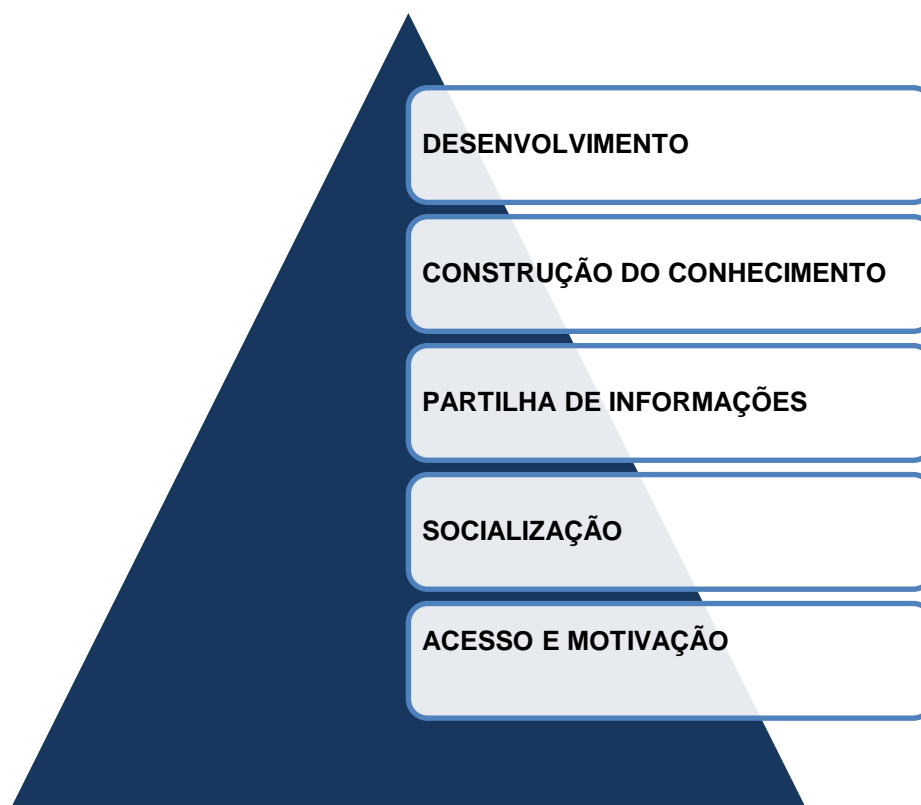 DESENVOLVIMENTO
CONSTRUÇÃO DO CONHECIMENTO
PARTILHA DE INFORMAÇÕES
SOCIALIZAÇÃO
ACESSO E MOTIVAÇÃO